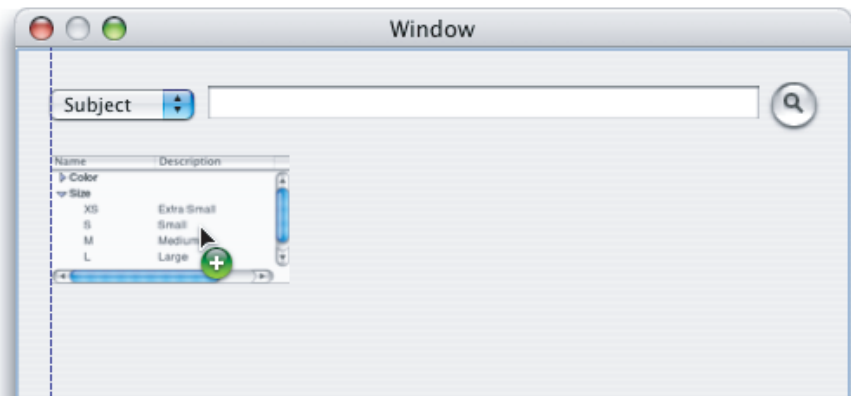 Window
Subject
Name Description
Color
Size
XS Extra Small
S Small
M Medium
L Large